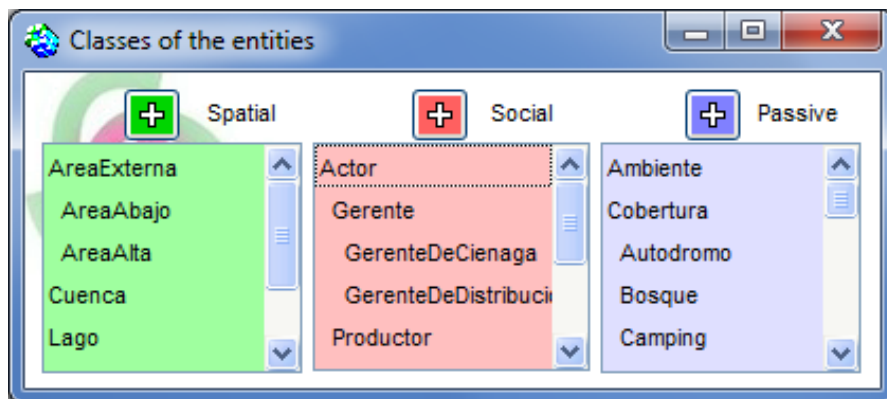 Classes of the entities
Spatial
AreaExterna
AreaAbajo
AreaAlta
Cuenca
Lago
Social
Actor
Gerente
GerenteDeCienaga
GerenteDeDistribuci
Productor
Passive
Ambiente
Cobertura
Autodromo
Bosque
Camping